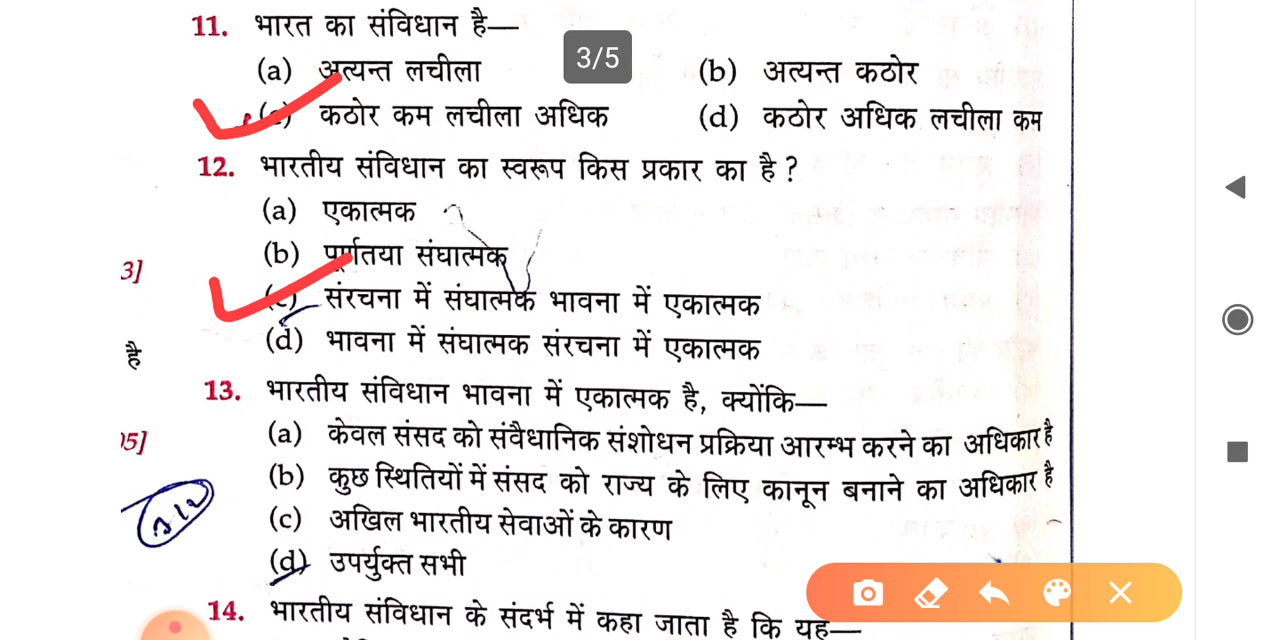 11. भारत का संविधान है—
3/5
(a) अत्यन्त लचीला (b) अत्यन्त कठोर
(c) कठोर कम लचीला अधिक (d) कठोर अधिक लचीला कम
12. भारतीय संविधान का स्वरूप किस प्रकार का है ?
(a) एकात्मक
(b) पूर्णतया संघात्मक
3]
(c) संरचना में संघात्मक भावना में एकात्मक
(d) भावना में संघात्मक संरचना में एकात्मक
है
13. भारतीय संविधान भावना में एकात्मक है, क्योंकि—
(a) केवल संसद को संवैधानिक संशोधन प्रक्रिया आरम्भ करने का अधिकार है
05]
(b) कुछ स्थितियों में संसद को राज्य के लिए कानून बनाने का अधिकार है
(c) अखिल भारतीय सेवाओं के कारण
(d) उपर्युक्त सभी
14. भारतीय संविधान के संदर्भ में कहा जाता है कि यह—